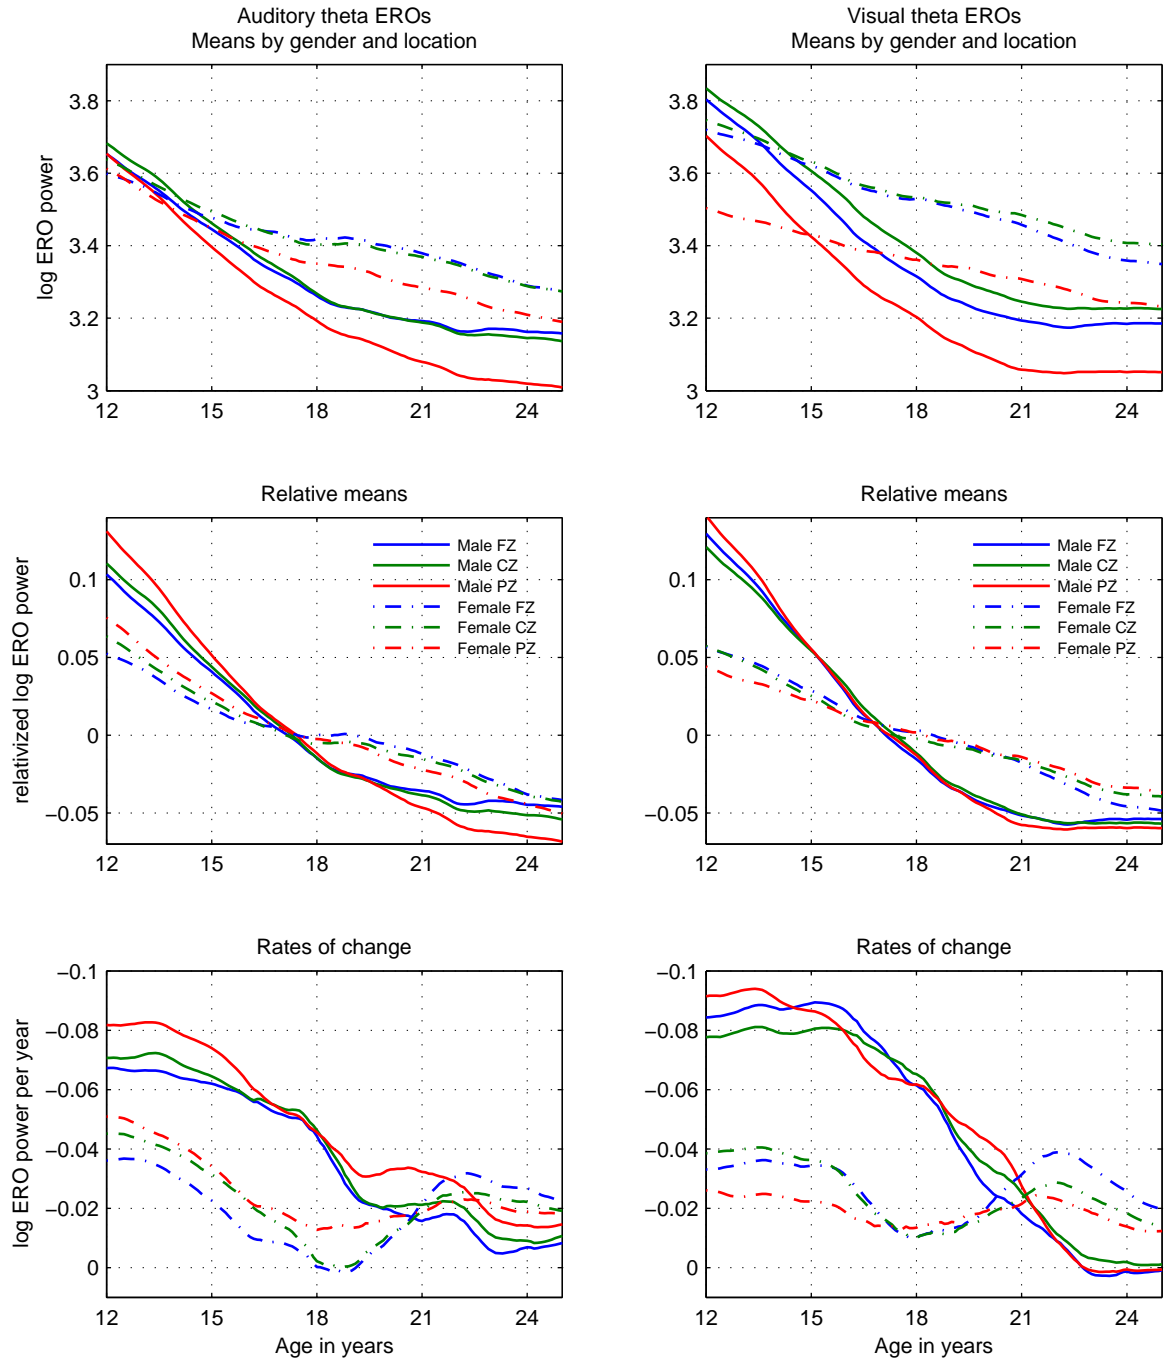 Auditory theta EROs
Means by gender and location
3.8
3.6
3.4
3.2
3
log ERO power
12 15 18 21 24
Visual theta EROs
Means by gender and location
3.8
3.6
3.4
3.2
3
12 15 18 21 24
Relative means
0.1
0.05
0
−0.05
relativized log ERO power
Male FZ
Male CZ
Male PZ
Female FZ
Female CZ
Female PZ
12 15 18 21 24
Relative means
0.1
0.05
0
−0.05
Male FZ
Male CZ
Male PZ
Female FZ
Female CZ
Female PZ
12 15 18 21 24
Rates of change
−0.1
−0.08
−0.06
−0.04
−0.02
0
log ERO power per year
12 15 18 21 24
Age in years
Rates of change
−0.1
−0.08
−0.06
−0.04
−0.02
0
12 15 18 21 24
Age in years